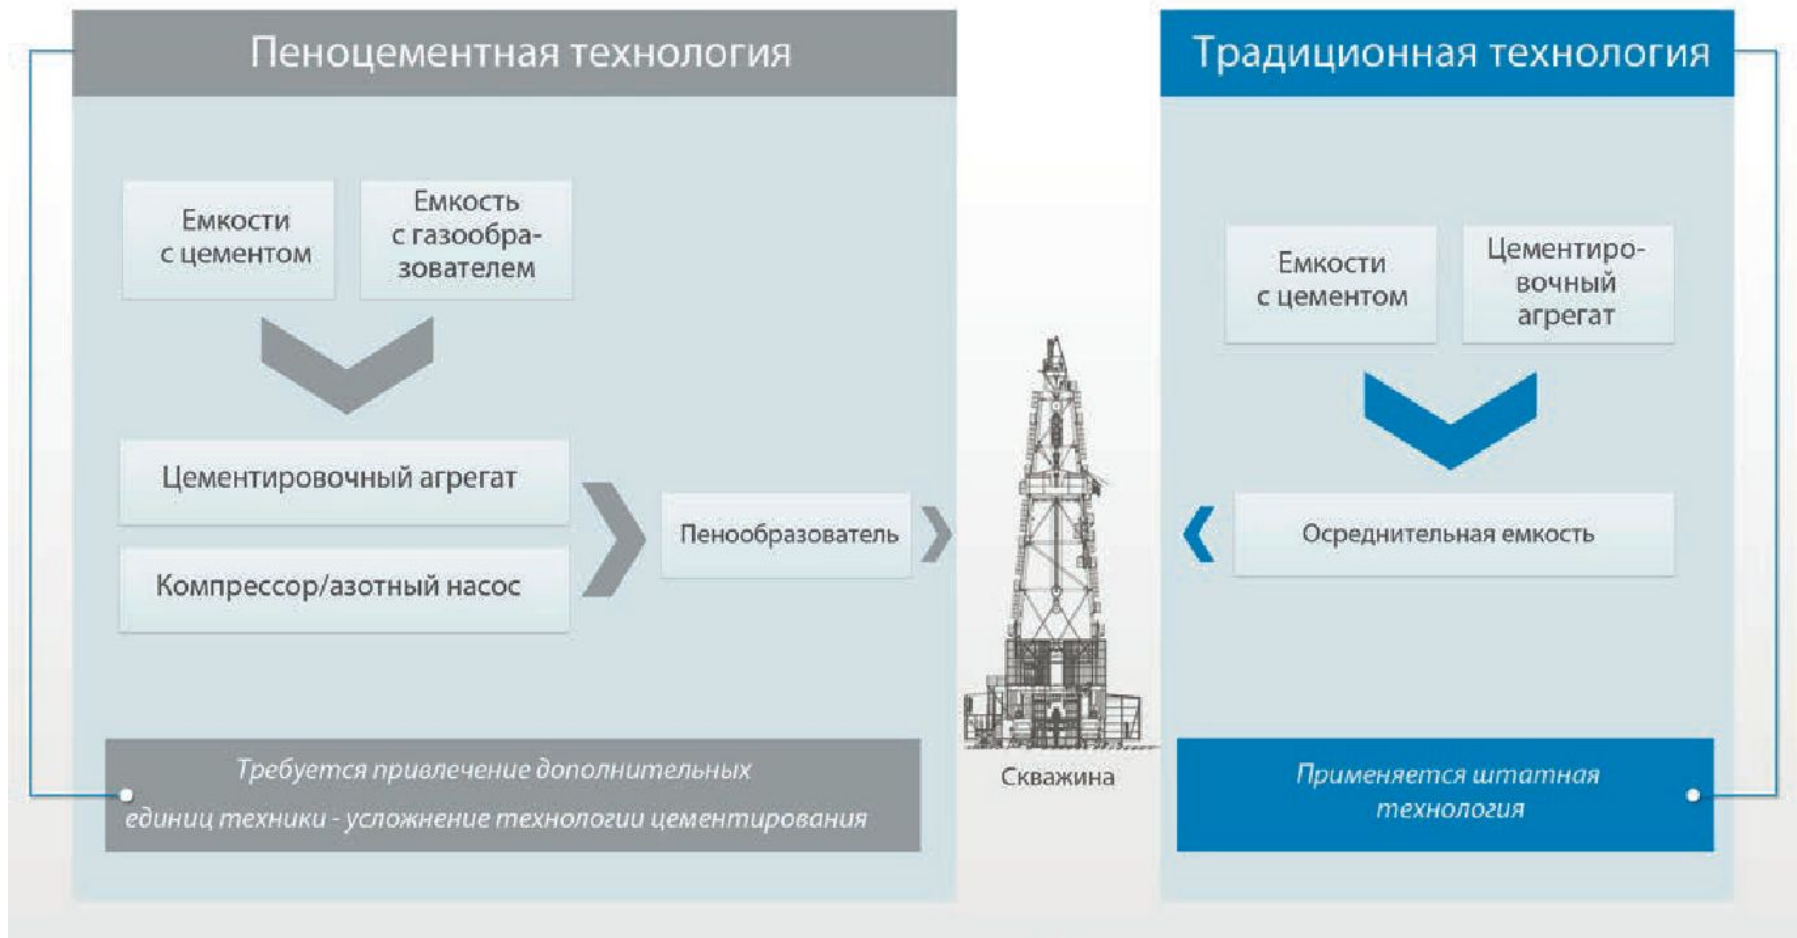 Пеноцементная технология
Емкости
с цементом
Емкость
с газообра-
зователем
Цементировочный агрегат
Компрессор/азотный насос
Пенообразователь
Требуется привлечение дополнительных
единиц техники - усложнение технологии цементирования
Скважина
Традиционная технология
Емкости
с цементом
Цементиро-
вочный
агрегат
Осреднительная емкость
Применяется штатная
технология